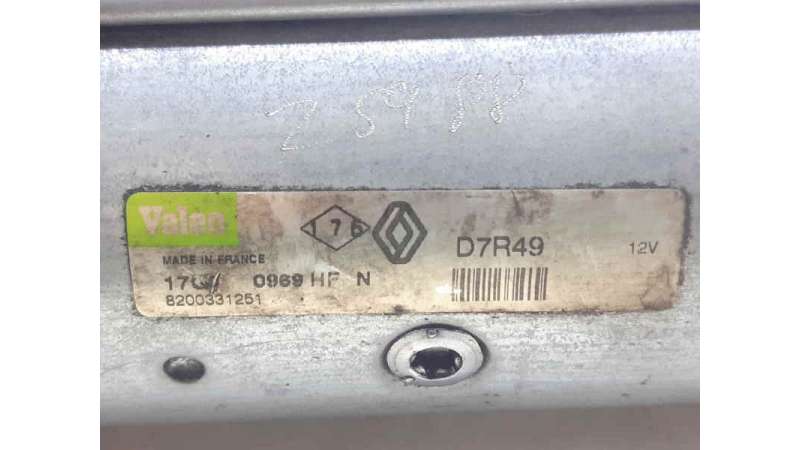 Valeo 176 D7R49 12V
MADE IN FRANCE
0969 HF N
8200331251